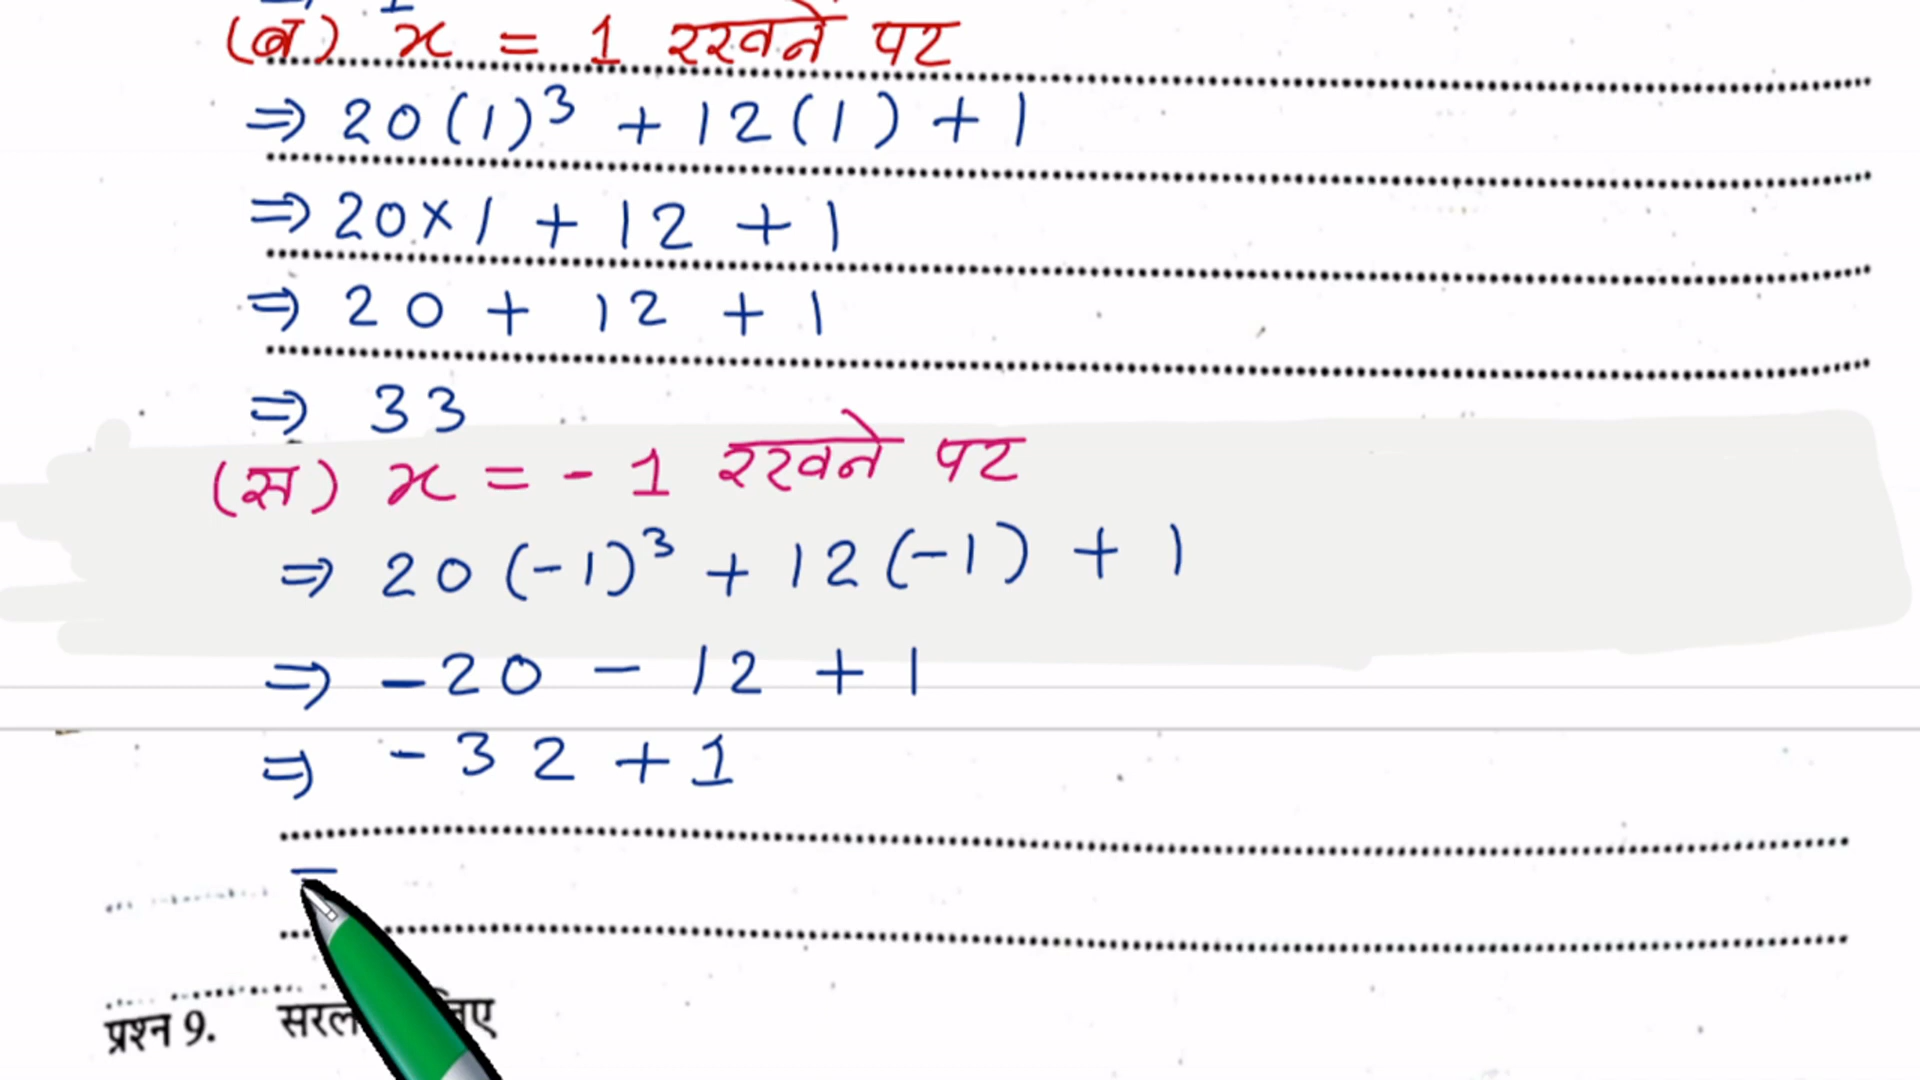 (ब) x = 1 रखने पर
⇒ 20(1)³ + 12(1) + 1
⇒ 20×1 + 12 + 1
⇒ 20 + 12 + 1
⇒ 33
(स) x = - 1 रखने पर
⇒ 20(-1)³ + 12(-1) + 1
⇒ -20 - 12 + 1
⇒ -32 + 1
प्रश्न 9.